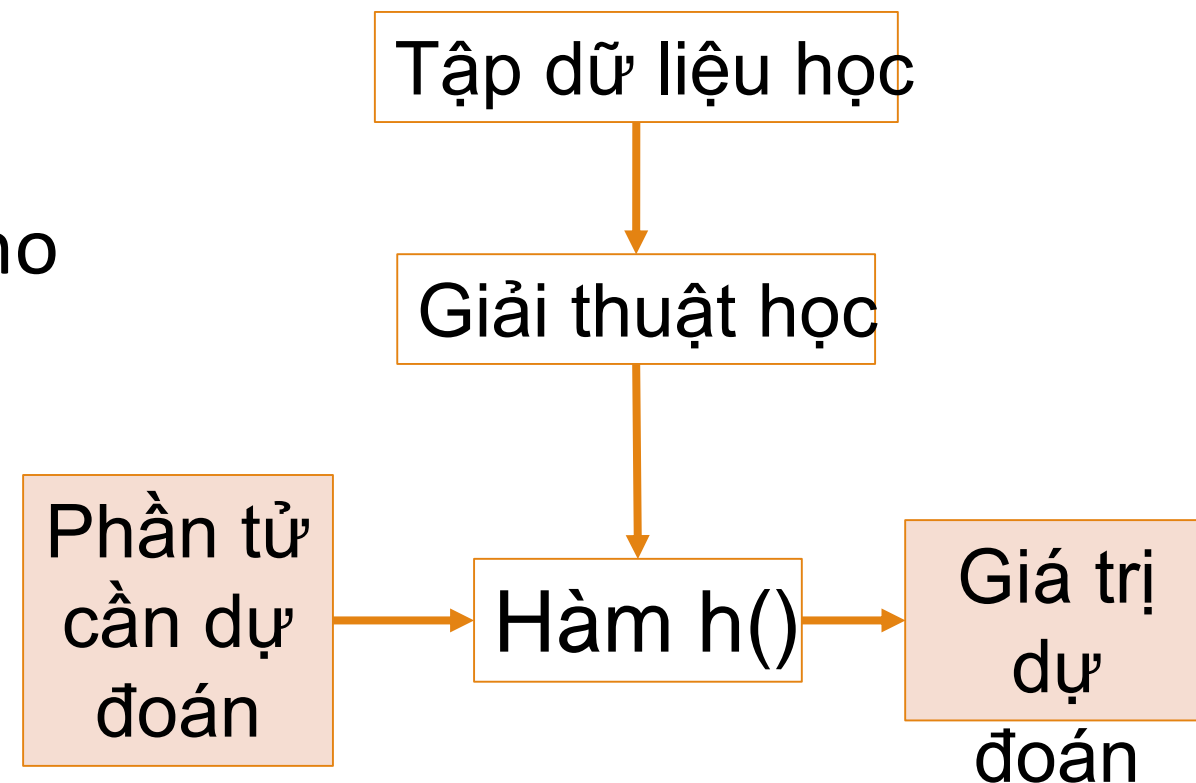 Tập dữ liệu học
Giải thuật học
Phần tử
cần dự
đoán
Hàm h()
Giá trị
dự
đoán